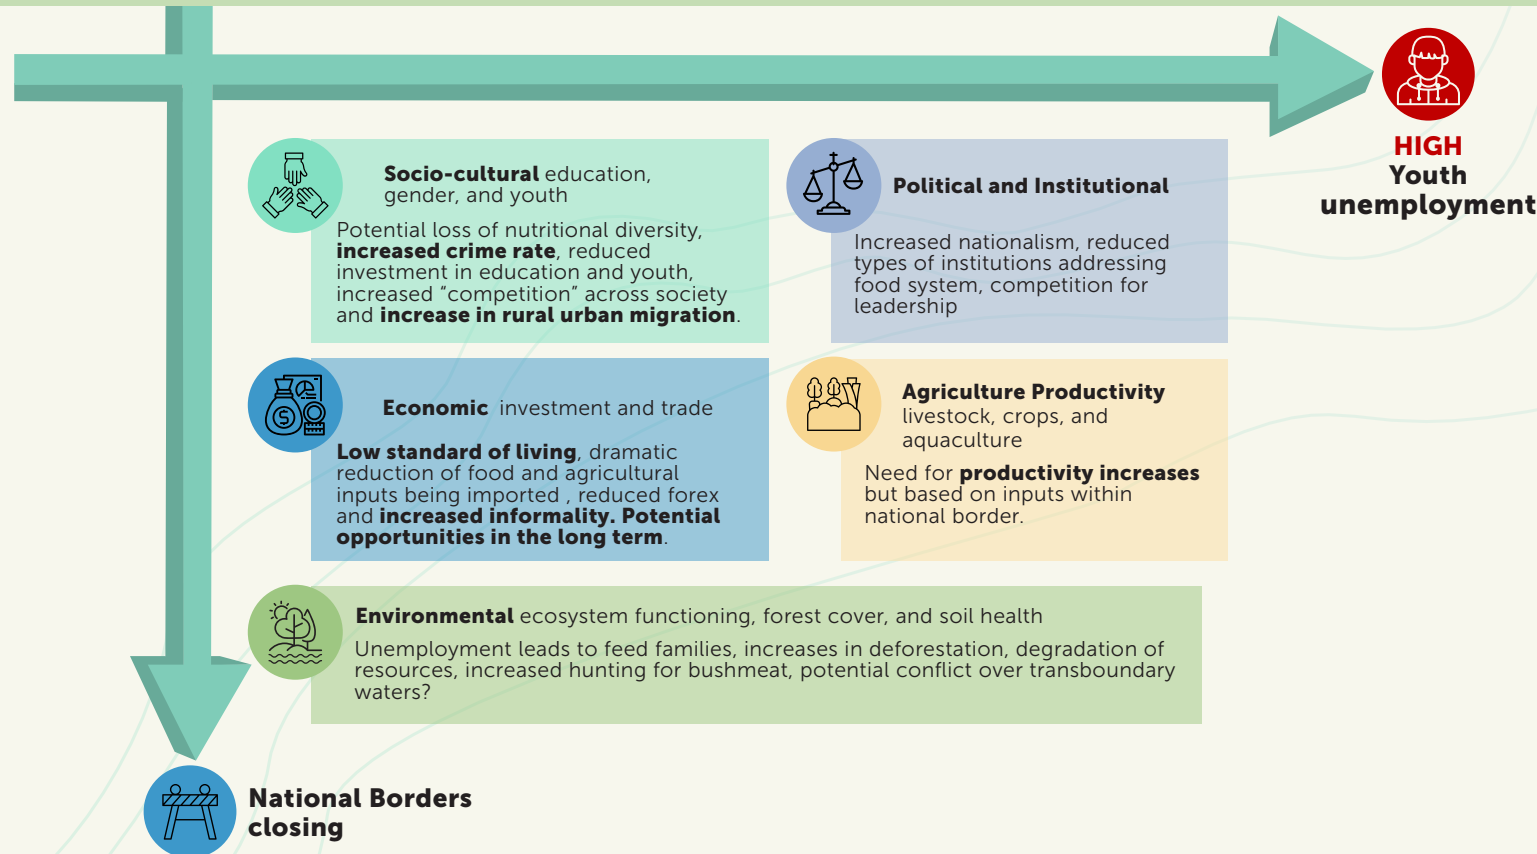 HIGH
Youth
unemployment
Socio-cultural education,
gender, and youth
Potential loss of nutritional diversity,
increased crime rate, reduced
investment in education and youth,
increased “competition” across society
and increase in rural urban migration.
Political and Institutional
Increased nationalism, reduced
types of institutions addressing
food system, competition for
leadership
Economic investment and trade
Low standard of living, dramatic
reduction of food and agricultural
inputs being imported , reduced forex
and increased informality. Potential
opportunities in the long term.
Agriculture Productivity
livestock, crops, and
aquaculture
Need for productivity increases
but based on inputs within
national border.
Environmental ecosystem functioning, forest cover, and soil health
Unemployment leads to feed families, increases in deforestation, degradation of
resources, increased hunting for bushmeat, potential conflict over transboundary
waters?
National Borders
closing